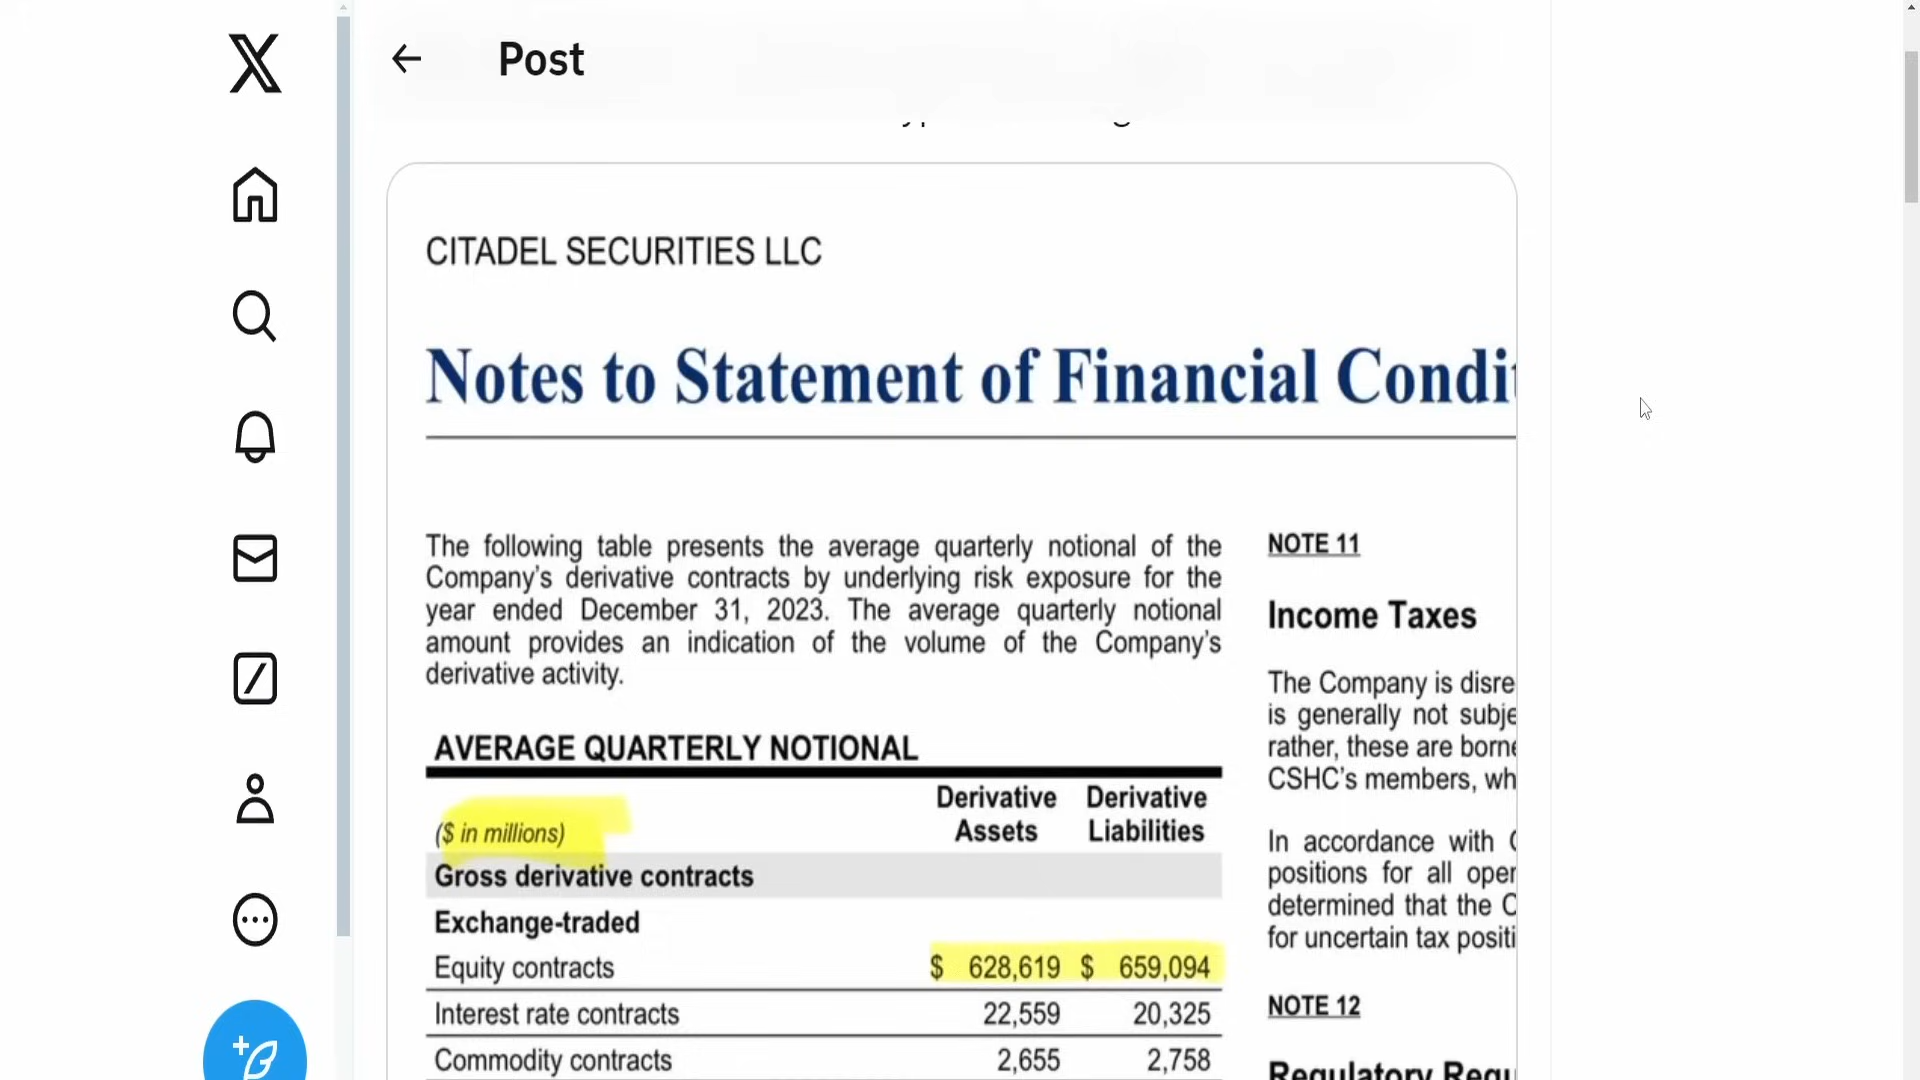 Post
CITADEL SECURITIES LLC
Notes to Statement of Financial Condit
The following table presents the average quarterly notional of the
Company's derivative contracts by underlying risk exposure for the
year ended December 31, 2023. The average quarterly notional
amount provides an indication of the volume of the Company's
derivative activity.
AVERAGE QUARTERLY NOTIONAL
Derivative Derivative
($ in millions) Assets Liabilities
Gross derivative contracts
Exchange-traded
Equity contracts $ 628,619 $ 659,094
Interest rate contracts 22,559 20,325
Commodity contracts 2,655 2,758
NOTE 11
Income Taxes
The Company is disre
is generally not subje
rather, these are borne
CSHC's members, wh
In accordance with
positions for all oper
determined that the
for uncertain tax positi
NOTE 12
Regulatory Requ